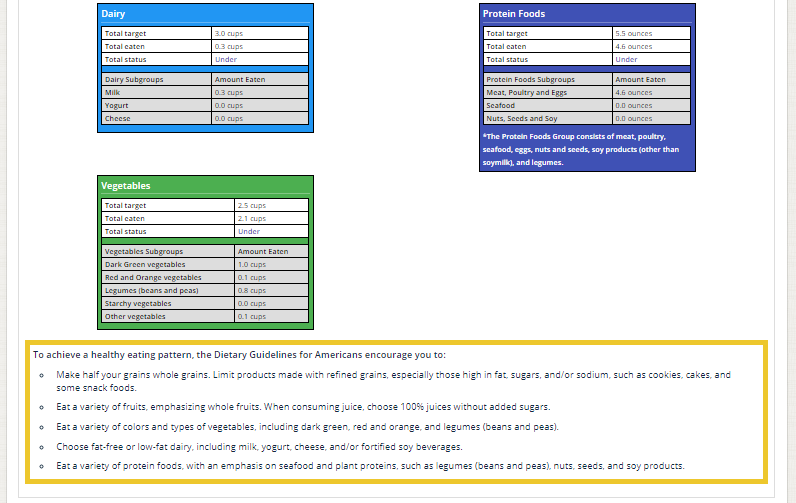 Dairy
Total target 3.0 cups
Total eaten 0.3 cups
Total status Under
Dairy Subgroups Amount Eaten
Milk 0.3 cups
Yogurt 0.0 cups
Cheese 0.0 cups
Protein Foods
Total target 5.5 ounces
Total eaten 4.6 ounces
Total status Under
Protein Foods Subgroups Amount Eaten
Meat, Poultry and Eggs 4.6 ounces
Seafood 0.0 ounces
Nuts, Seeds and Soy 0.0 ounces
*The Protein Foods Group consists of meat, poultry,
seafood, eggs, nuts and seeds, soy products (other than
soymilk), and legumes.
Vegetables
Total target 2.5 cups
Total eaten 2.1 cups
Total status Under
Vegetables Subgroups Amount Eaten
Dark Green vegetables 1.0 cups
Red and Orange vegetables 0.1 cups
Legumes (beans and peas) 0.8 cups
Starchy vegetables 0.0 cups
Other vegetables 0.1 cups
To achieve a healthy eating pattern, the Dietary Guidelines for Americans encourage you to:
Make half your grains whole grains. Limit products made with refined grains, especially those high in fat, sugars, and/or sodium, such as cookies, cakes, and
some snack foods.
Eat a variety of fruits, emphasizing whole fruits. When consuming juice, choose 100% juices without added sugars.
Eat a variety of colors and types of vegetables, including dark green, red and orange, and legumes (beans and peas).
Choose fat-free or low-fat dairy, including milk, yogurt, cheese, and/or fortified soy beverages.
Eat a variety of protein foods, with an emphasis on seafood and plant proteins, such as legumes (beans and peas), nuts, seeds, and soy products.